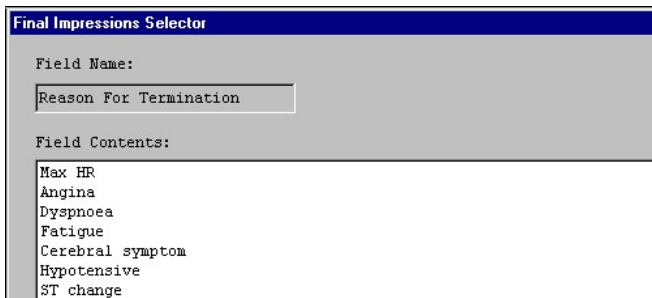 Final Impressions Selector
Field Name:
Reason For Termination
Field Contents:
Max HR
Angina
Dyspnoea
Fatigue
Cerebral symptom
Hypotensive
ST change